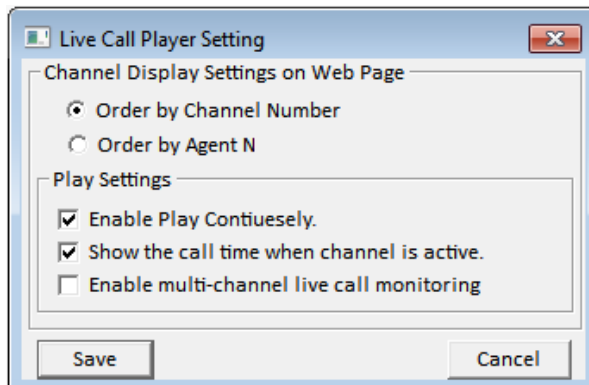 Live Call Player Setting
Channel Display Settings on Web Page
Order by Channel Number
Order by Agent N
Play Settings
Enable Play Contiuesely.
Show the call time when channel is active.
Enable multi-channel live call monitoring
Save Cancel